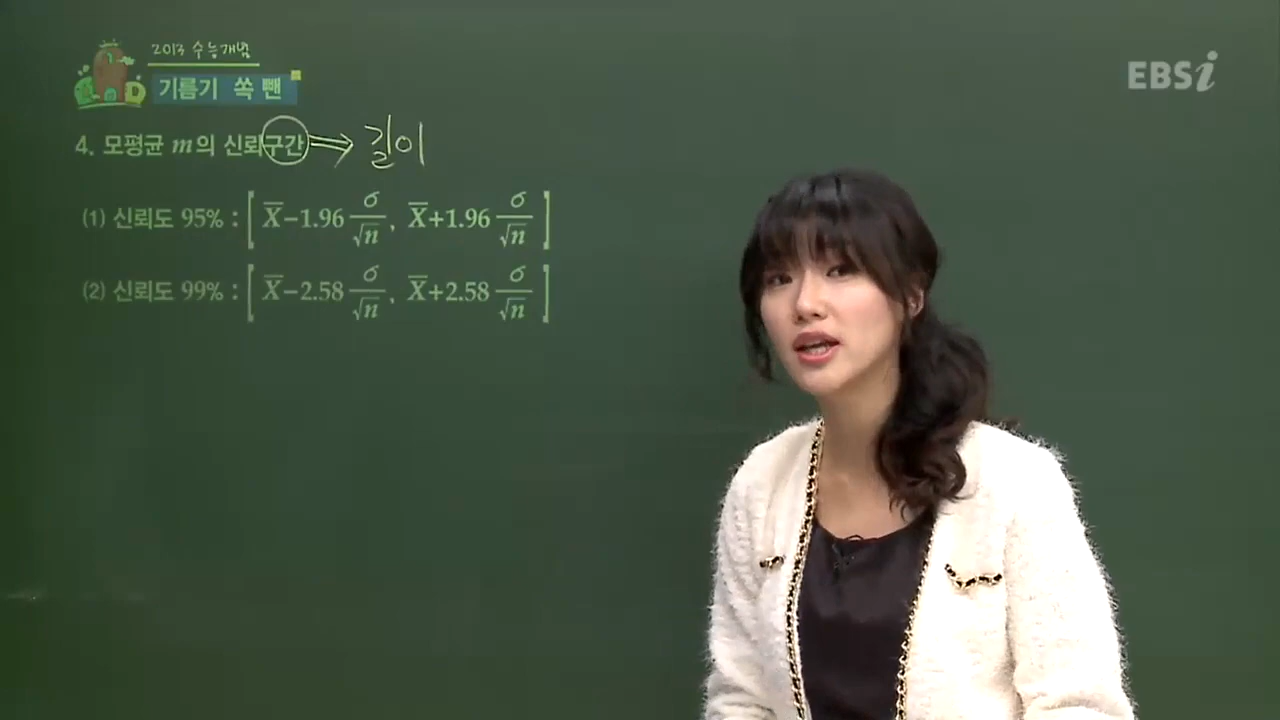 2013 수능개념
기름기 쏙 뺀
EBSi
4. 모평균 m의 신뢰구간 ⇒ 길이
(1) 신뢰도 95% : [X̄−1.96 σ/√n, X̄+1.96 σ/√n]
(2) 신뢰도 99% : [X̄−2.58 σ/√n, X̄+2.58 σ/√n]